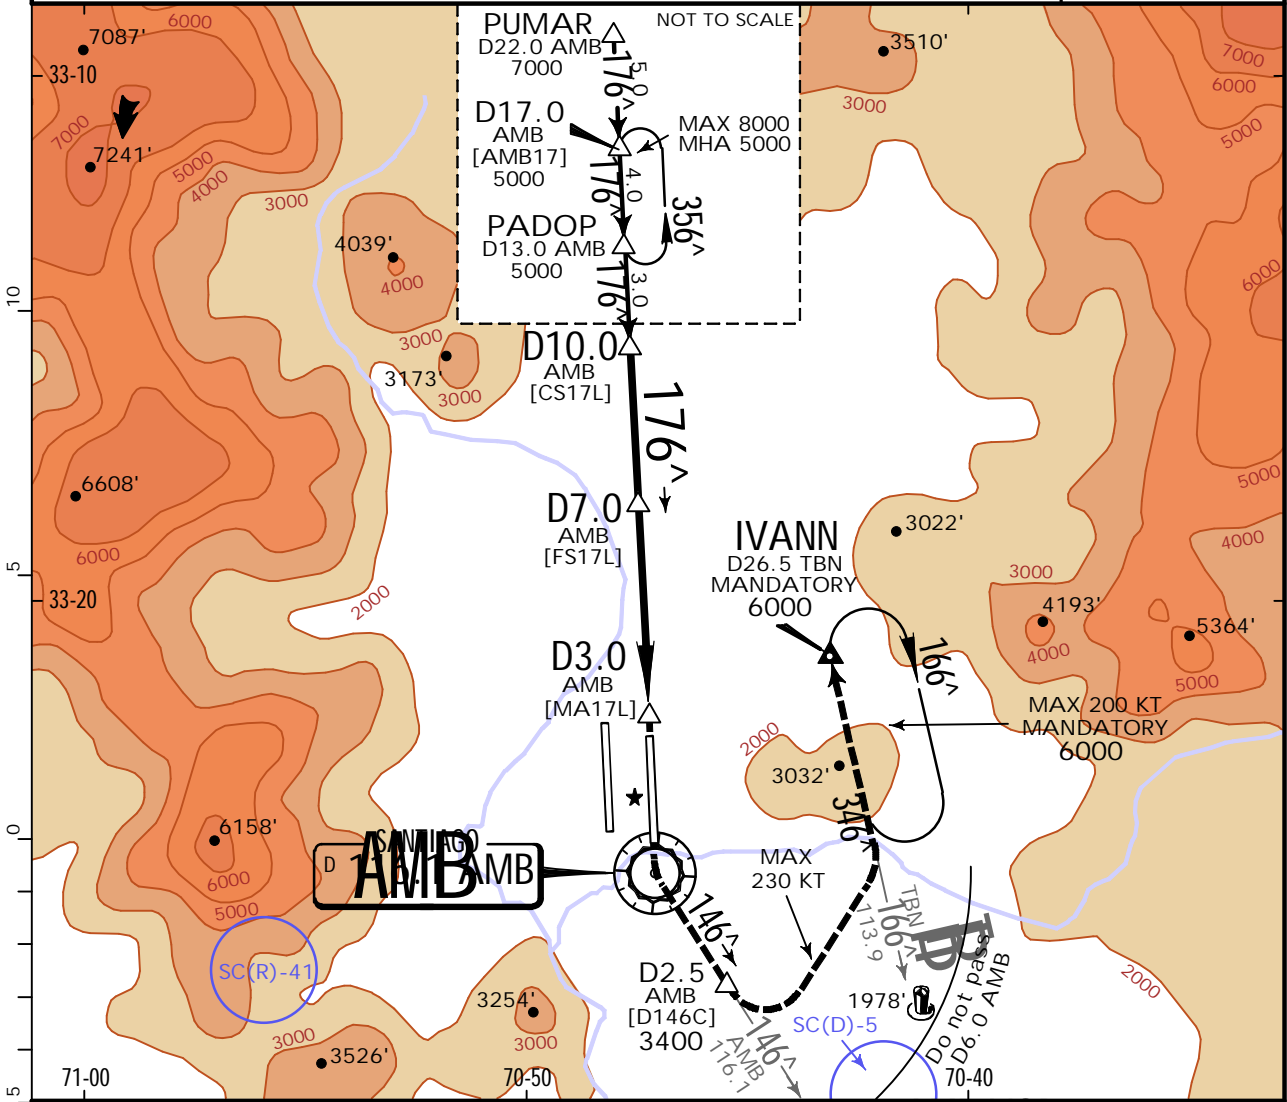 6000
7087'
33-10
7000
7241'
5000
4000
3000
PUMAR
D22.0 AMB
7000
NOT TO SCALE
176^
5.0
D17.0
AMB
[AMB17]
5000
MAX 8000
MHA 5000
176^
4.0
356^
PADOP
D13.0 AMB
5000
176^
3.0
3510'
3000
7000
6000
5000
6000
4039'
4000
3000
3173'
3000
10
D10.0
AMB
[CS17L]
176^
6608'
6000
D7.0
AMB
[FS17L]
IVANN
D26.5 TBN
MANDATORY
6000
3022'
5000
4000
5
33-20
2000
3000
4193'
4000
5364'
5000
166^
D3.0
AMB
[MA17L]
MAX 200 KT
MANDATORY
6000
2000
3032'
346^
0
6158'
6000
5000
SANTIAGO
D
AMB
AMB
MAX
230 KT
146^
166^
TBN
113.9
SC(R)-41
D2.5
AMB
[D146C]
3400
1978'
SC(D)-5
Do not pass
D6.0 AMB
2000
146^
AMB
116.1
3254'
3000
3000
3526'
5
71-00
70-50
70-40